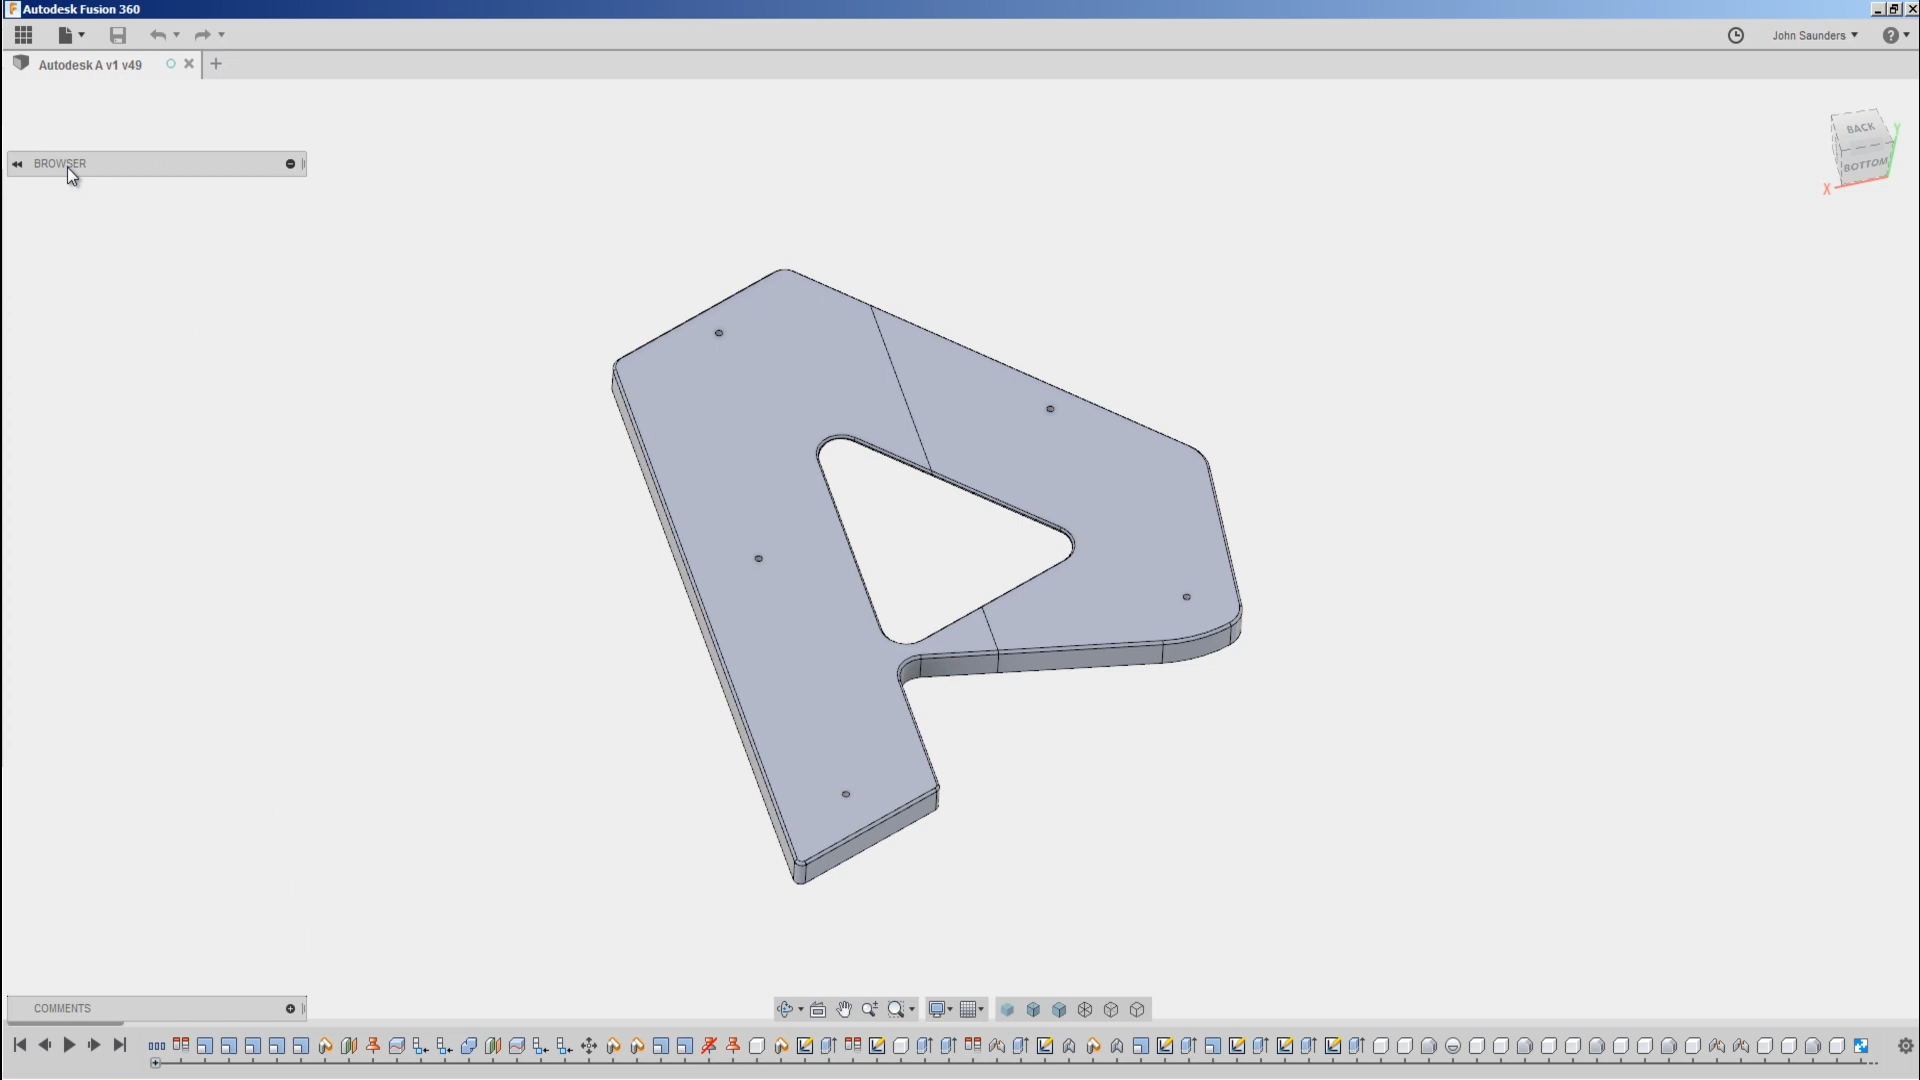 Autodesk Fusion 360
John Saunders
Autodesk A v1 v49
BROWSER
BACK
BOTTOM
Y
X
COMMENTS